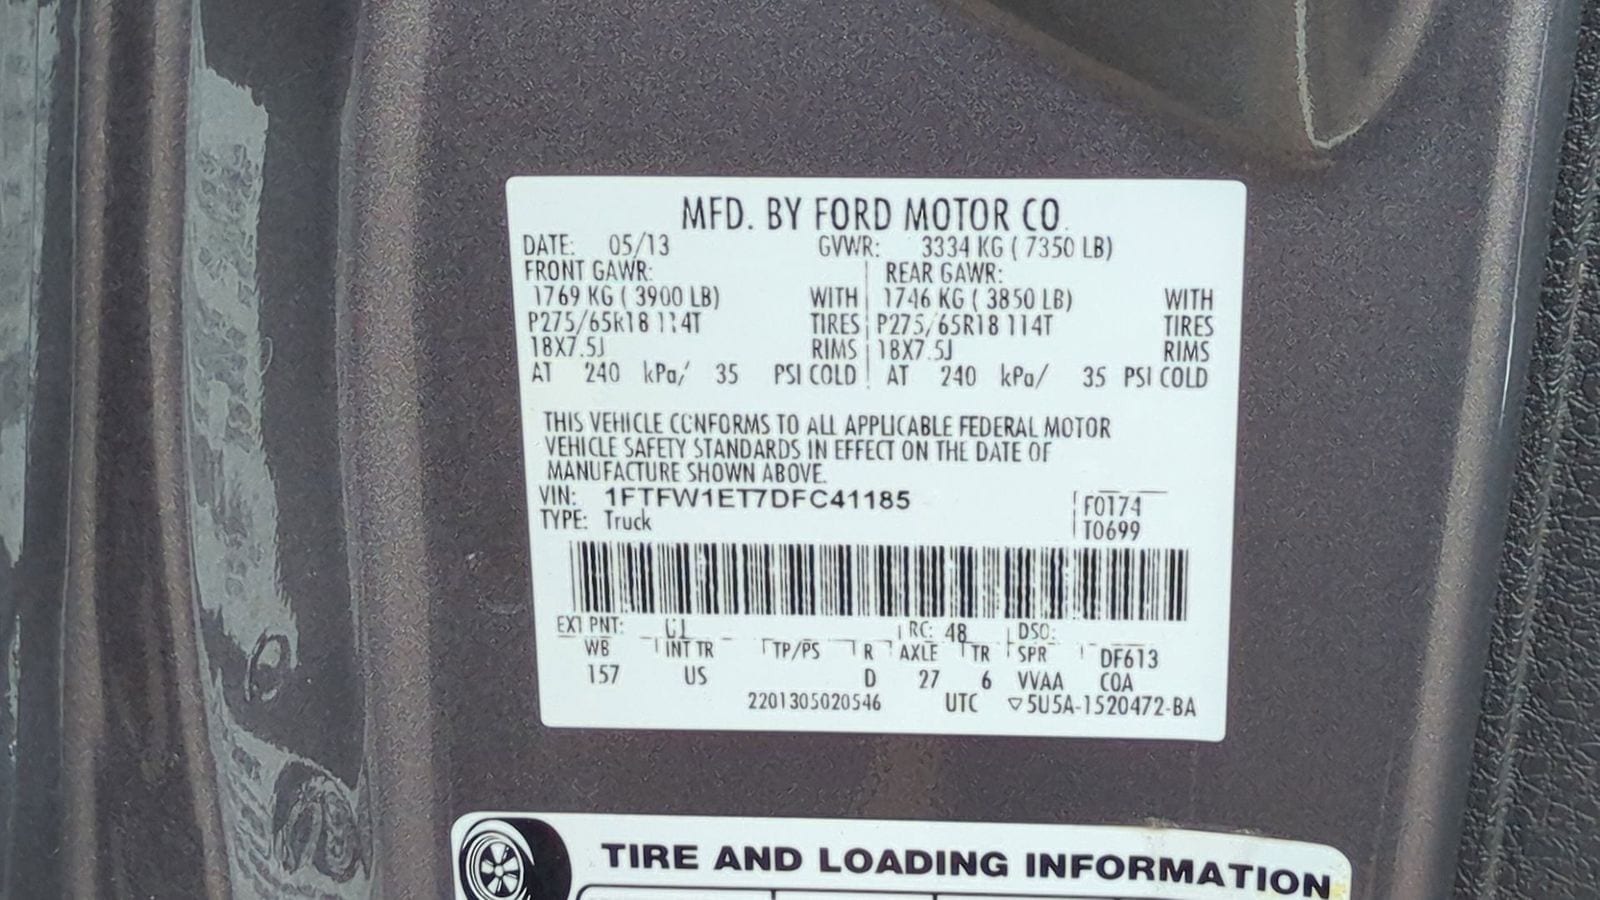 MFD. BY FORD MOTOR CO.
DATE: 05/13 GVWR: 3334 KG ( 7350 LB)
FRONT GAWR: REAR GAWR:
1769 KG ( 3900 LB) WITH 1746 KG ( 3850 LB) WITH
P275/65R18 114T TIRES P275/65R18 114T TIRES
18X7.5J RIMS 18X7.5J RIMS
AT 240 kPa/ 35 PSI COLD AT 240 kPa/ 35 PSI COLD
THIS VEHICLE CONFORMS TO ALL APPLICABLE FEDERAL MOTOR
VEHICLE SAFETY STANDARDS IN EFFECT ON THE DATE OF
MANUFACTURE SHOWN ABOVE.
VIN: 1FTFW1ET7DFC41185 F0174
TYPE: Truck T0699
EXT PNT: RC: 48 DSO:
WB INT TR TP/PS R AXLE TR SPR DF613
157 US D 27 6 VVAA COA
2201305020546 UTC ▽5U5A-1520472-BA
TIRE AND LOADING INFORMATION